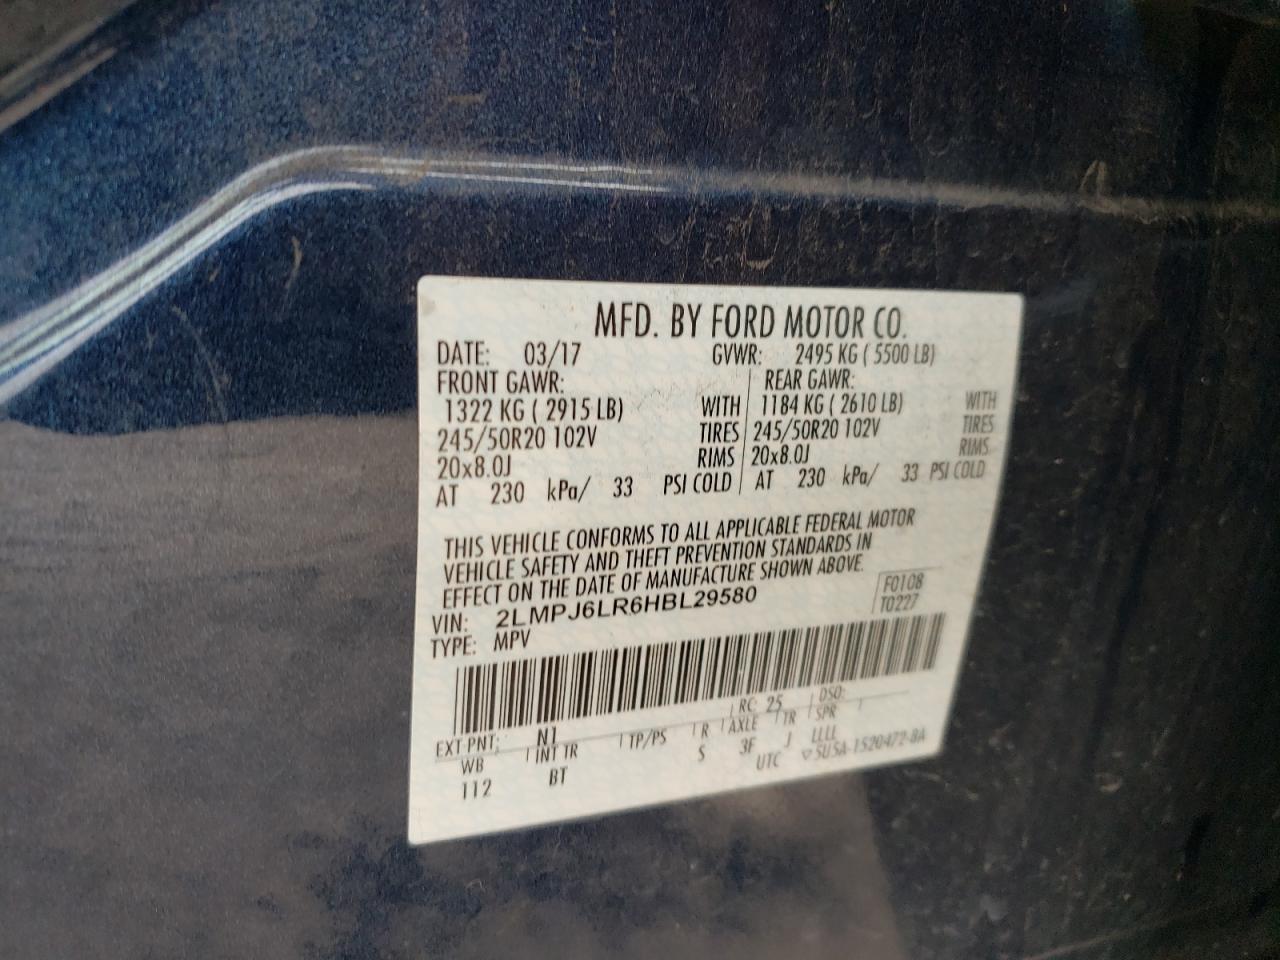 MFD. BY FORD MOTOR CO.
DATE: 03/17 GVWR: 2495 KG ( 5500 LB)
FRONT GAWR: REAR GAWR:
1322 KG ( 2915 LB) WITH 1184 KG ( 2610 LB) WITH
245/50R20 102V TIRES 245/50R20 102V TIRES
20x8.0J RIMS 20x8.0J RIMS
AT 230 kPa/ 33 PSI COLD AT 230 kPa/ 33 PSI COLD
THIS VEHICLE CONFORMS TO ALL APPLICABLE FEDERAL MOTOR
VEHICLE SAFETY AND THEFT PREVENTION STANDARDS IN
EFFECT ON THE DATE OF MANUFACTURE SHOWN ABOVE.
VIN: 2LMPJ6LR6HBL29580 F0108
TYPE: MPV T0227
EXT PNT: N1 RC: 25 DSO:
WB INT TR TP/PS R AXLE TR SPR
112 BT S 3F J LLLL
UTC ▽5U5A-1520472-BA